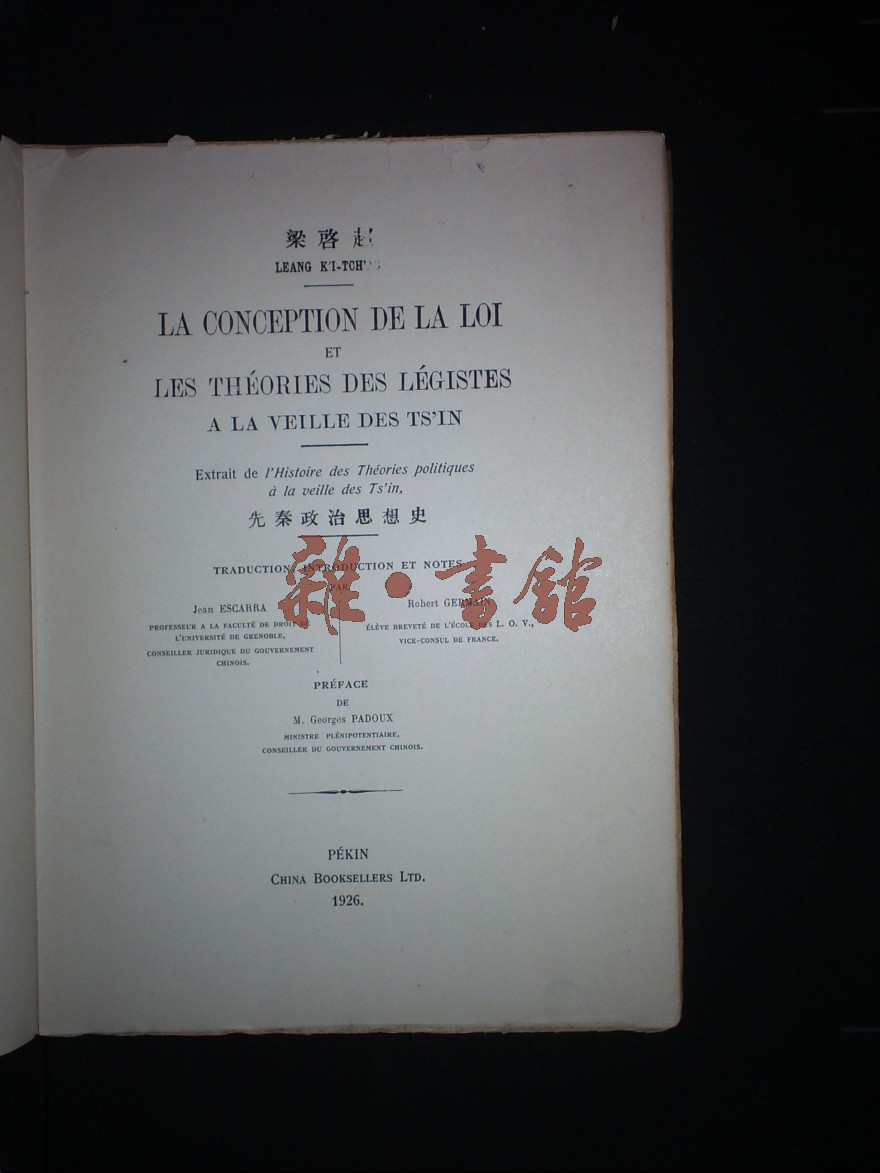 梁啓超
LEANG K'I-TCH'
LA CONCEPTION DE LA LOI
ET
LES THÉORIES DES LÉGISTES
A LA VEILLE DES TS'IN
Extrait de l'Histoire des Théories politiques
à la veille des Ts'in,
先秦政治思想史
TRADUCTION, INTRODUCTION ET NOTES
PAR
Jean ESCARRA
PROFESSEUR A LA FACULTÉ DE DROIT DE
L'UNIVERSITÉ DE GRENOBLE,
CONSEILLER JURIDIQUE DU GOUVERNEMENT
CHINOIS.
Robert GERMAIN
ÉLÈVE BREVETÉ DE L'ÉCOLE DES L. O. V.,
VICE-CONSUL DE FRANCE.
雜·書館
PRÉFACE
DE
M. Georges PADOUX
MINISTRE PLÉNIPOTENTIAIRE,
CONSEILLER DU GOUVERNEMENT CHINOIS.
PÉKIN
CHINA BOOKSELLERS LTD.
1926.